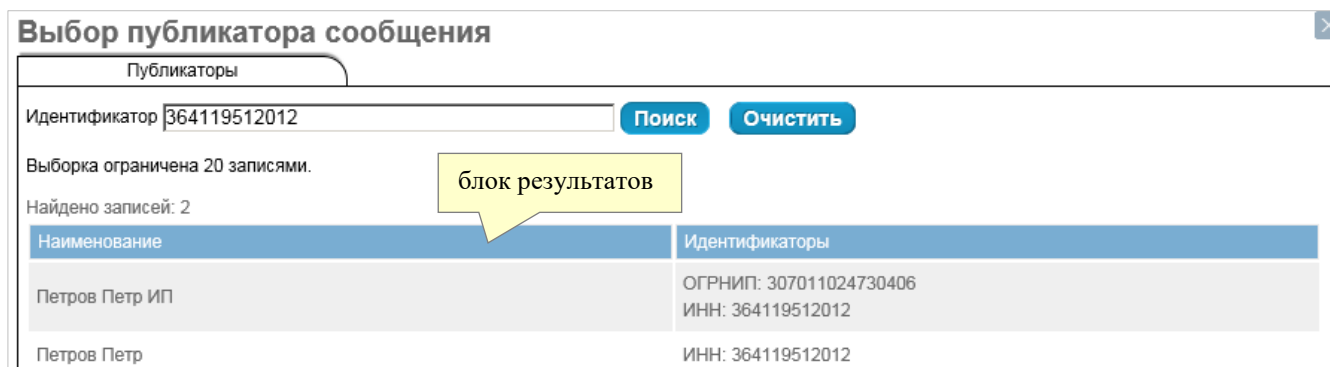 Выбор публикатора сообщения
Публикаторы
Идентификатор 364119512012 Поиск Очистить
Выборка ограничена 20 записями.
блок результатов
Найдено записей: 2
Наименование Идентификаторы
Петров Петр ИП ОГРНИП: 307011024730406
ИНН: 364119512012
Петров Петр ИНН: 364119512012